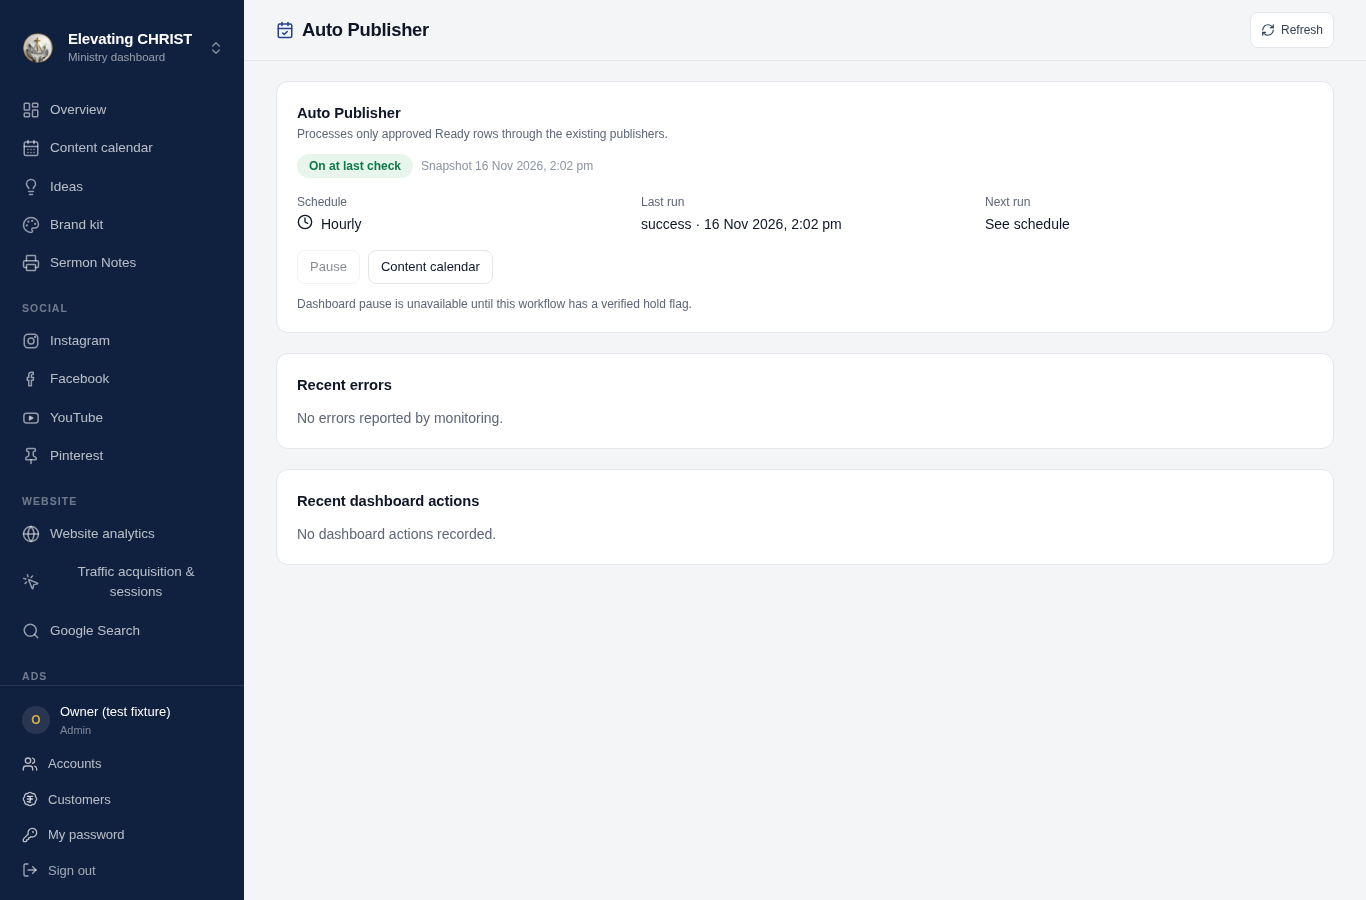 Elevating CHRIST
Ministry dashboard
Overview
Content calendar
Ideas
Brand kit
Sermon Notes
SOCIAL
Instagram
Facebook
YouTube
Pinterest
WEBSITE
Website analytics
Traffic acquisition &
sessions
Google Search
ADS
O
Owner (test fixture)
Admin
Accounts
Customers
My password
Sign out
Auto Publisher
Refresh
Auto Publisher
Processes only approved Ready rows through the existing publishers.
On at last check Snapshot 16 Nov 2026, 2:02 pm
Schedule Last run Next run
Hourly success · 16 Nov 2026, 2:02 pm See schedule
Pause Content calendar
Dashboard pause is unavailable until this workflow has a verified hold flag.
Recent errors
No errors reported by monitoring.
Recent dashboard actions
No dashboard actions recorded.